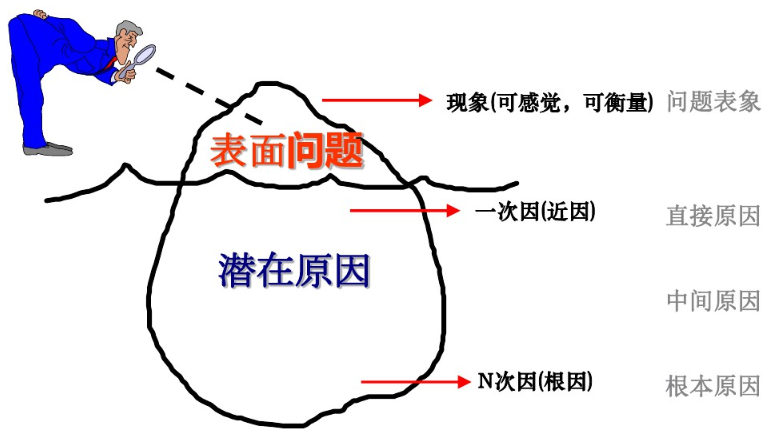 现象(可感觉，可衡量) 问题表象
表面问题
一次因(近因) 直接原因
潜在原因
中间原因
N次因(根因) 根本原因